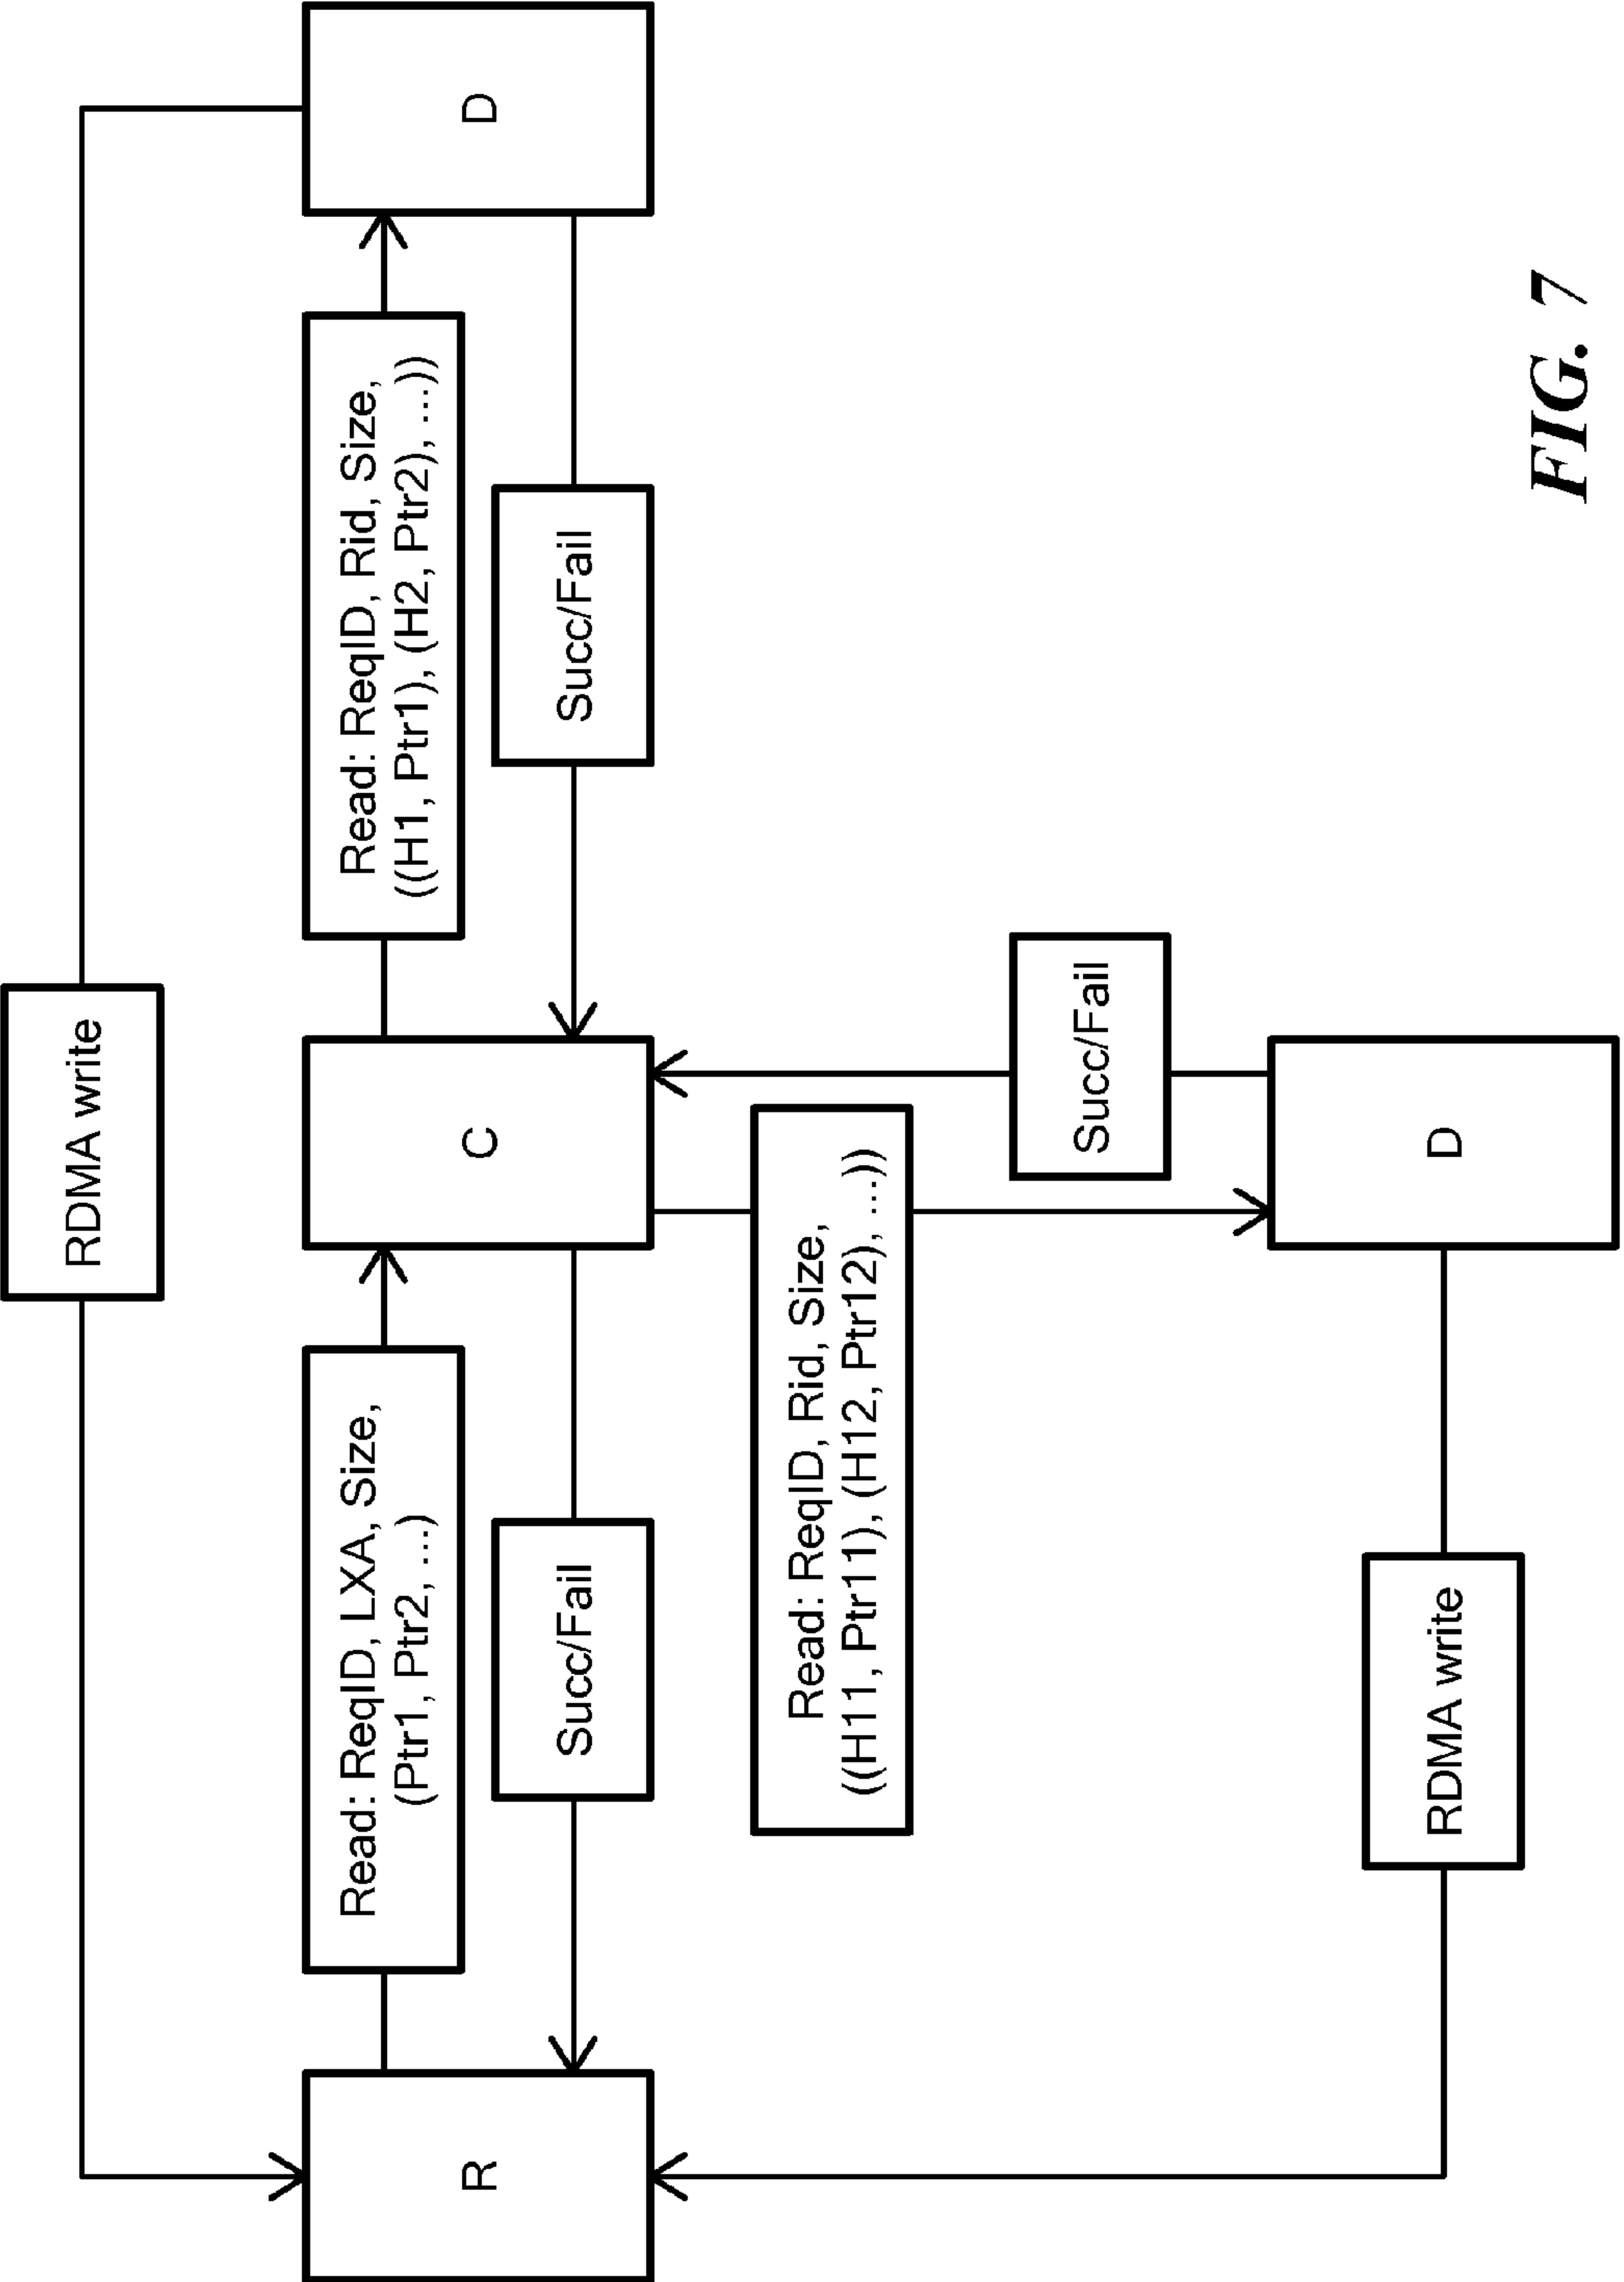 RDMA write
Read: ReqID, LXA, Size,
(Ptr1, Ptr2, ...)
Read: ReqID, Rid, Size,
((H1, Ptr1), (H2, Ptr2), ...))
R
C
D
Succ/Fail
Succ/Fail
Read: ReqID, Rid, Size,
((H11, Ptr11), (H12, Ptr12), ...))
Succ/Fail
RDMA write
D
FIG. 7